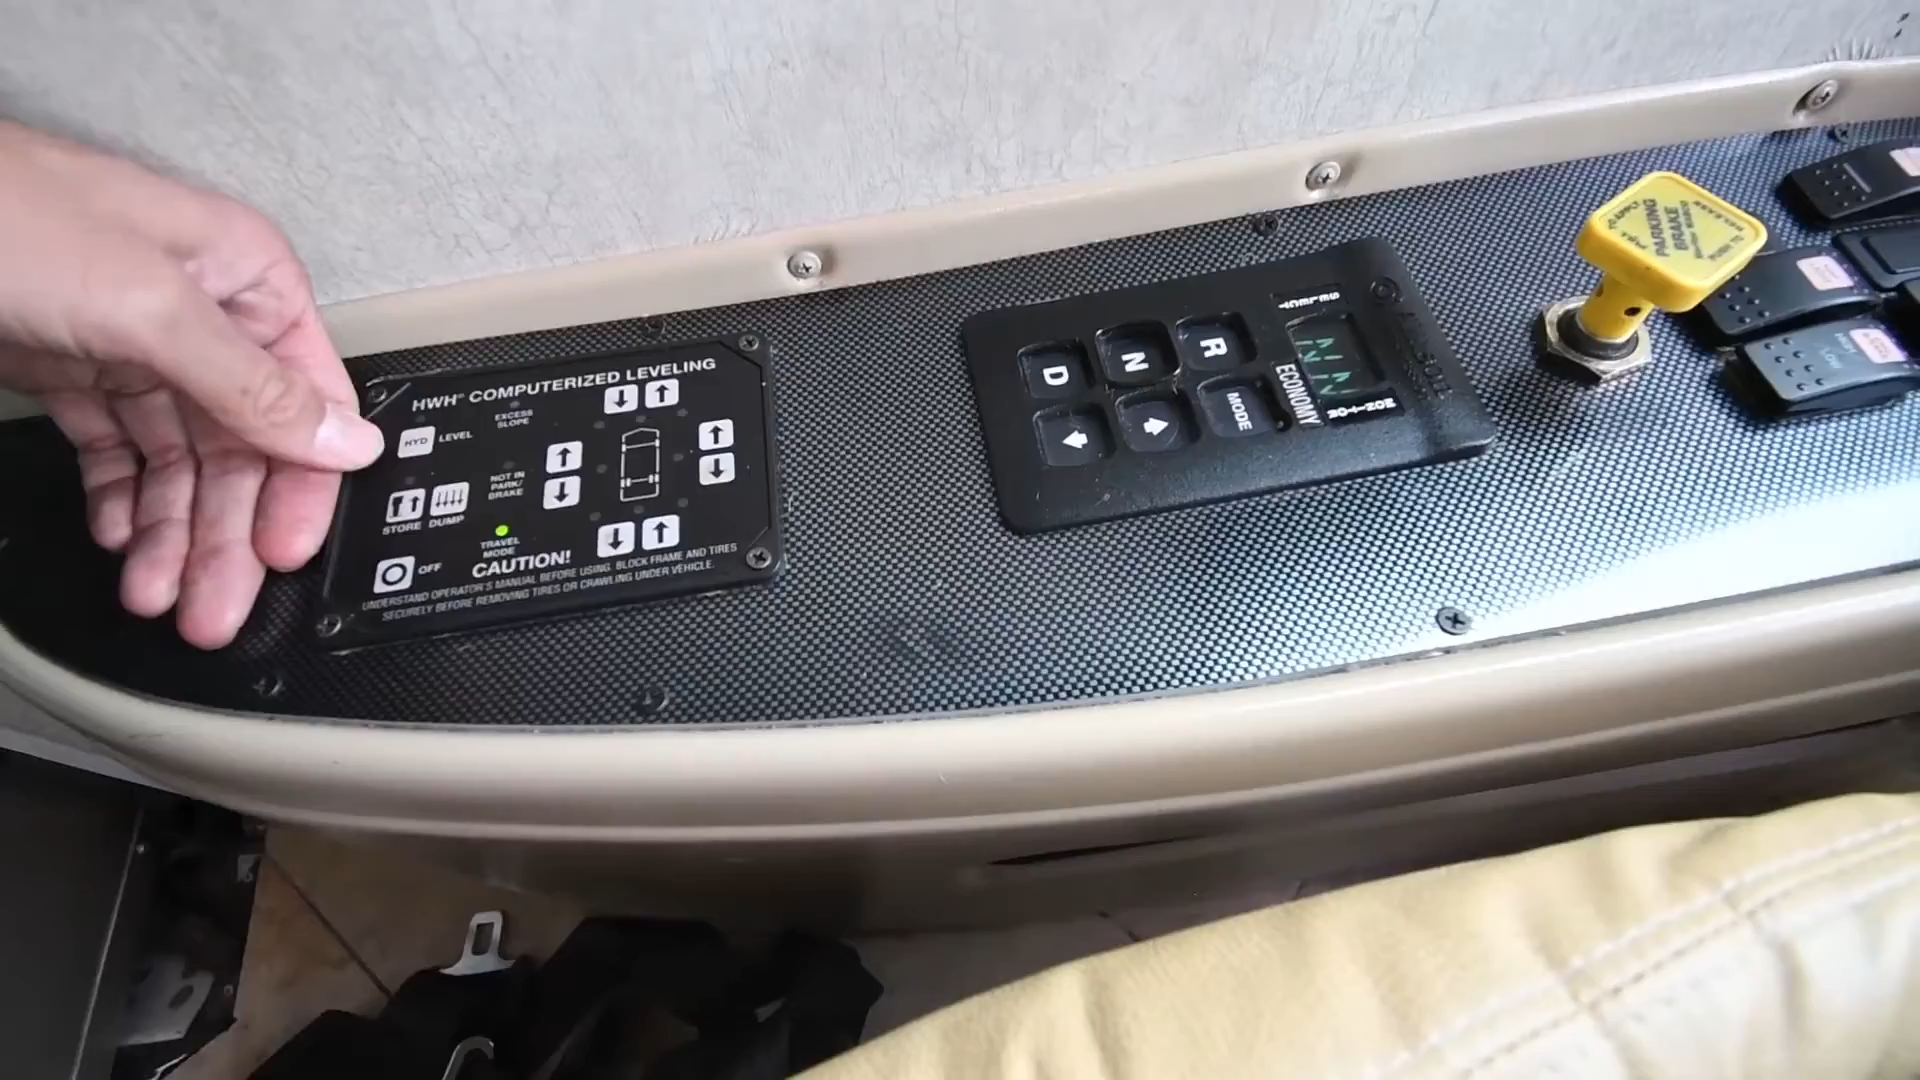 HWH® COMPUTERIZED LEVELING
EXCESS
SLOPE
HYD LEVEL
NOT IN
PARK/
BRAKE
STORE DUMP
TRAVEL
MODE
OFF
CAUTION!
UNDERSTAND OPERATOR'S MANUAL BEFORE USING. BLOCK FRAME AND TIRES
SECURELY BEFORE REMOVING TIRES OR CRAWLING UNDER VEHICLE.
R
N
D
MODE
ECONOMY
SELECT
MONITOR
N N
PARKING
BRAKE